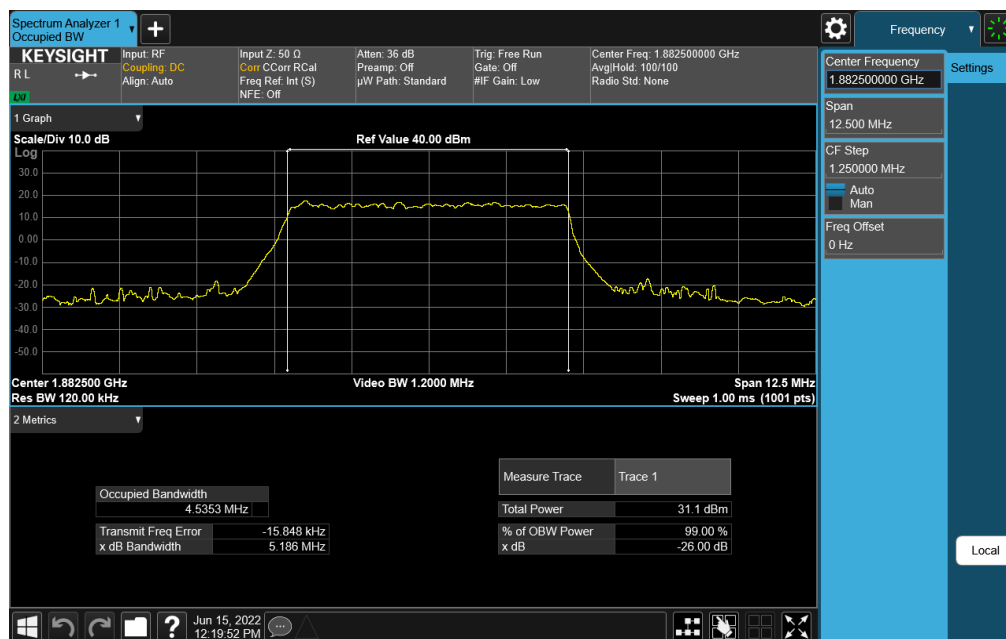 Spectrum Analyzer 1
Occupied BW
Frequency
KEYSIGHT
R L
LXI
Input: RF
Coupling: DC
Align: Auto
Input Z: 50 Ω
Corr CCorr RCal
Freq Ref: Int (S)
NFE: Off
Atten: 36 dB
Preamp: Off
µW Path: Standard
Trig: Free Run
Gate: Off
#IF Gain: Low
Center Freq: 1.882500000 GHz
Avg|Hold: 100/100
Radio Std: None
Center Frequency
1.882500000 GHz
Settings
Span
12.500 MHz
CF Step
1.250000 MHz
Auto
Man
Freq Offset
0 Hz
1 Graph
Scale/Div 10.0 dB
Ref Value 40.00 dBm
Log
30.0
20.0
10.0
0.00
-10.0
-20.0
-30.0
-40.0
-50.0
Center 1.882500 GHz
Video BW 1.2000 MHz
Span 12.5 MHz
Res BW 120.00 kHz
Sweep 1.00 ms (1001 pts)
2 Metrics
Measure Trace
Trace 1
Occupied Bandwidth
4.5353 MHz
Total Power
31.1 dBm
Transmit Freq Error
-15.848 kHz
% of OBW Power
99.00 %
x dB Bandwidth
5.186 MHz
x dB
-26.00 dB
Local
?
Jun 15, 2022
12:19:52 PM